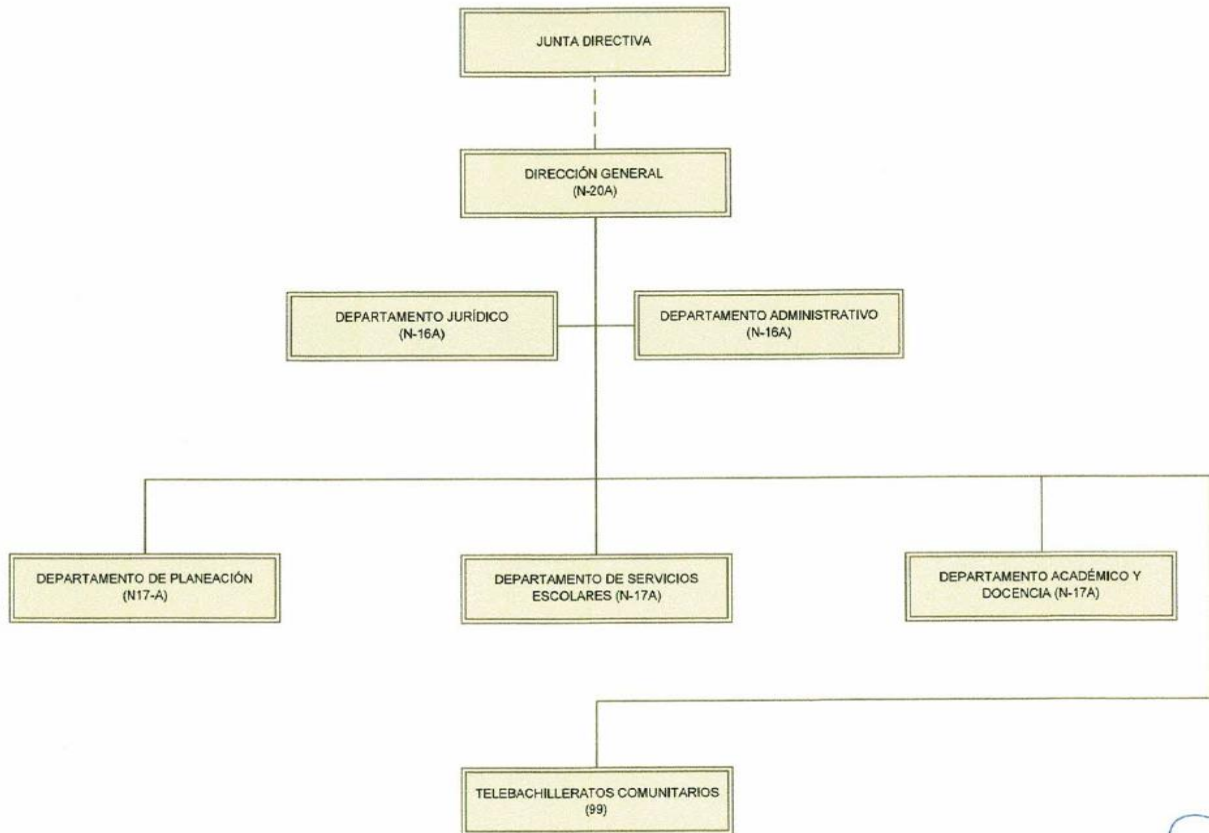 JUNTA DIRECTIVA
DIRECCIÓN GENERAL
(N-20A)
DEPARTAMENTO JURÍDICO
(N-16A)
DEPARTAMENTO ADMINISTRATIVO
(N-16A)
DEPARTAMENTO DE PLANEACIÓN
(N17-A)
DEPARTAMENTO DE SERVICIOS
ESCOLARES (N-17A)
DEPARTAMENTO ACADÉMICO Y
DOCENCIA (N-17A)
TELEBACHILLERATOS COMUNITARIOS
(99)